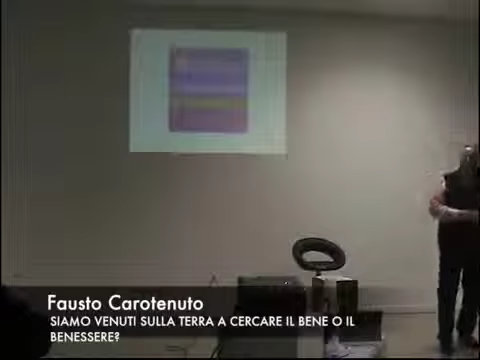 Fausto Carotenuto
SIAMO VENUTI SULLA TERRA A CERCARE IL BENE O IL
BENESSERE?